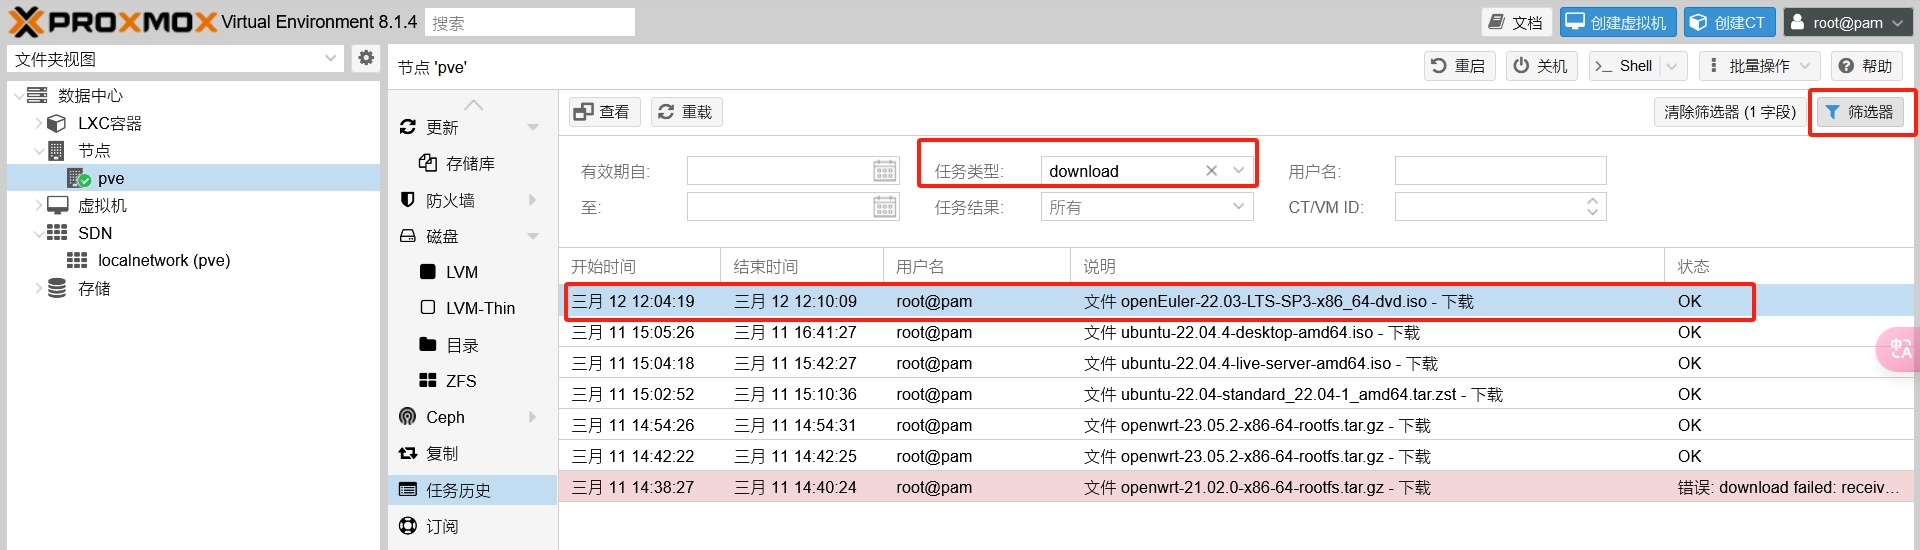 PROXMOX Virtual Environment 8.1.4 搜索 文档 创建虚拟机 创建CT root@pam
文件夹视图
数据中心
LXC容器
节点
pve
虚拟机
SDN
localnetwork (pve)
存储
节点 'pve' 重启 关机 >_ Shell 批量操作 帮助
更新
存储库
防火墙
磁盘
LVM
LVM-Thin
目录
ZFS
Ceph
复制
任务历史
订阅
查看 重载 清除筛选器 (1 字段) 筛选器
有效期自: 任务类型: download 用户名:
至: 任务结果: 所有 CT/VM ID:
开始时间 结束时间 用户名 说明 状态
三月 12 12:04:19 三月 12 12:10:09 root@pam 文件 openEuler-22.03-LTS-SP3-x86_64-dvd.iso - 下载 OK
三月 11 15:05:26 三月 11 16:41:27 root@pam 文件 ubuntu-22.04.4-desktop-amd64.iso - 下载 OK
三月 11 15:04:18 三月 11 15:42:27 root@pam 文件 ubuntu-22.04.4-live-server-amd64.iso - 下载 OK
三月 11 15:02:52 三月 11 15:10:36 root@pam 文件 ubuntu-22.04-standard_22.04-1_amd64.tar.zst - 下载 OK
三月 11 14:54:26 三月 11 14:54:31 root@pam 文件 openwrt-23.05.2-x86-64-rootfs.tar.gz - 下载 OK
三月 11 14:42:22 三月 11 14:42:25 root@pam 文件 openwrt-23.05.2-x86-64-rootfs.tar.gz - 下载 OK
三月 11 14:38:27 三月 11 14:40:24 root@pam 文件 openwrt-21.02.0-x86-64-rootfs.tar.gz - 下载 错误: download failed: receiv…
中A